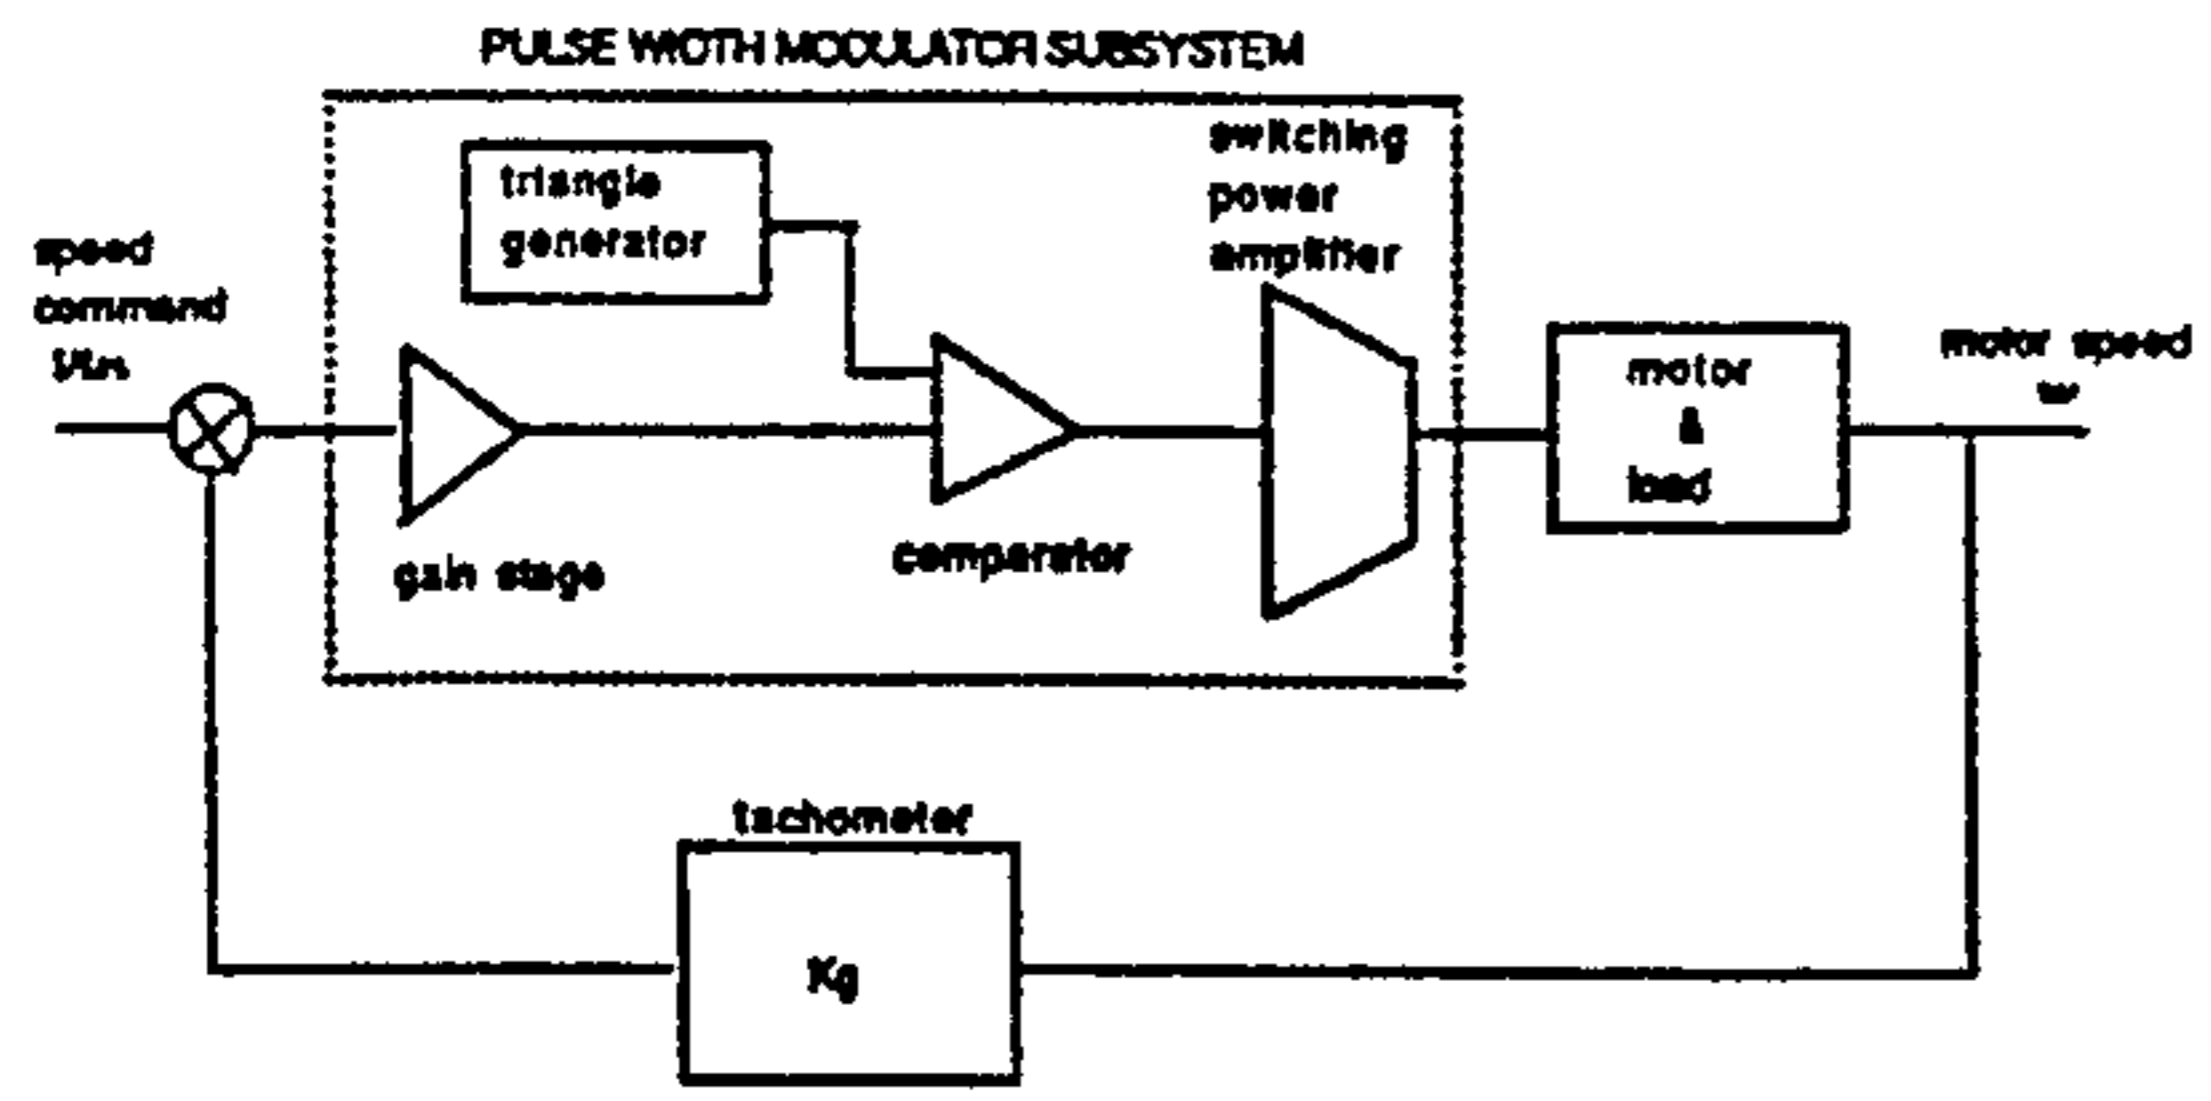 PULSE WIDTH MODULATOR SUBSYSTEM
switching
power
amplifier
triangle
generator
speed
command
Vin
motor speed
w
motor
&
load
gain stage
comparator
tachometer
Kg